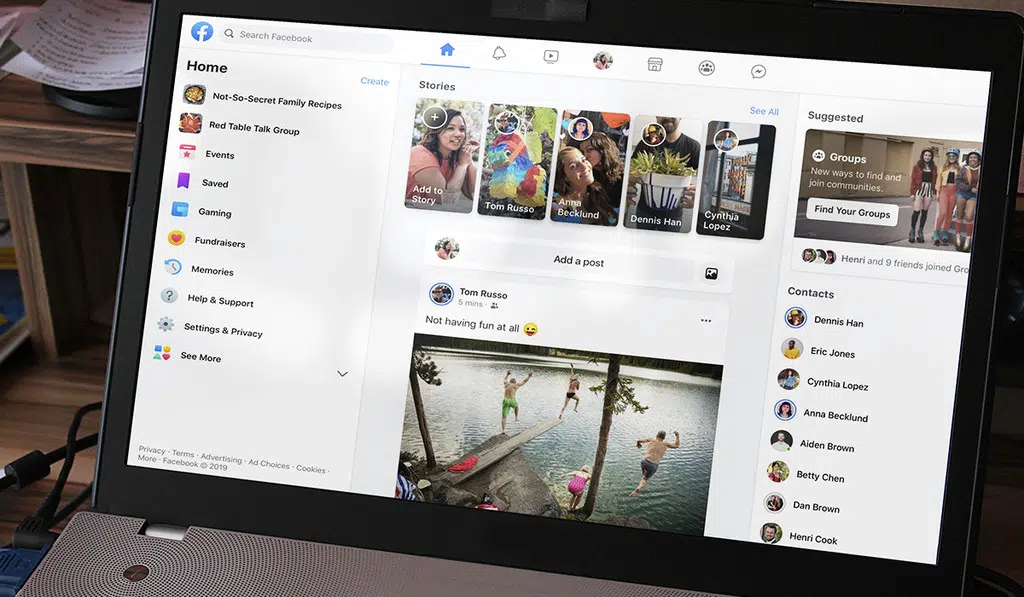 Search Facebook
Home
Create
Not-So-Secret Family Recipes
Red Table Talk Group
Events
Saved
Gaming
Fundraisers
Memories
Help & Support
Settings & Privacy
See More
Privacy · Terms · Advertising · Ad Choices · Cookies ·
More · Facebook © 2019
Stories
See All
Add to
Story
Tom Russo
Anna
Becklund
Dennis Han
Cynthia
Lopez
Add a post
Tom Russo
5 mins ·
Not having fun at all 😜
Suggested
Groups
New ways to find and
join communities.
Find Your Groups
Henri and 9 friends joined Gro
Contacts
Dennis Han
Eric Jones
Cynthia Lopez
Anna Becklund
Aiden Brown
Betty Chen
Dan Brown
Henri Cook